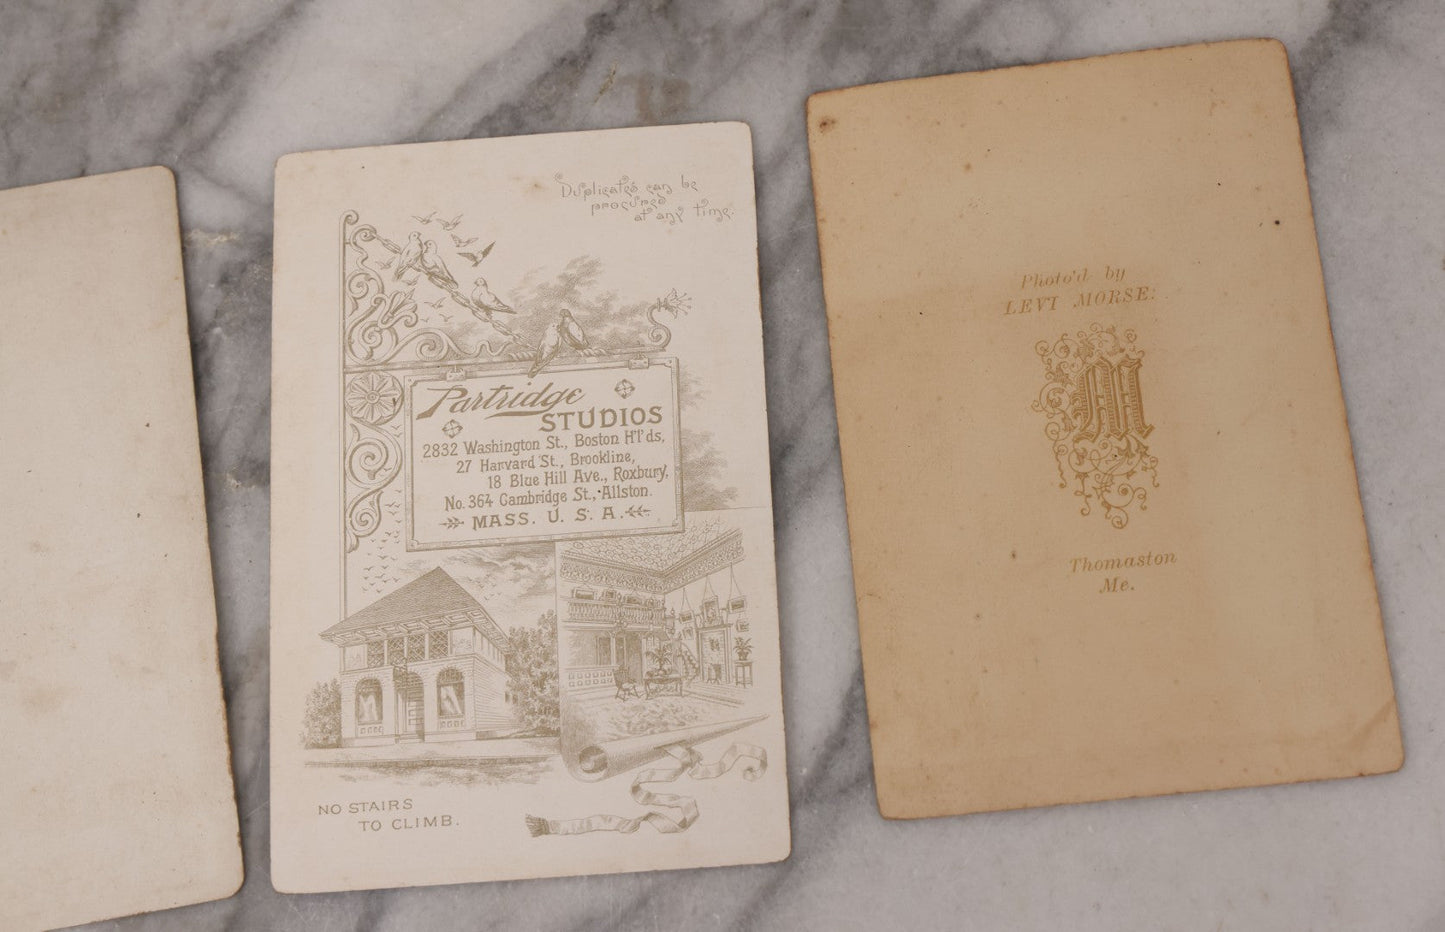 Duplicates can be
procured
at any time.
Partridge
STUDIOS
2832 Washington St., Boston H'l'ds,
27 Harvard St., Brookline,
18 Blue Hill Ave., Roxbury,
No. 364 Cambridge St., Allston.
MASS. U. S. A.
NO STAIRS
TO CLIMB.
Photo'd by
LEVI MORSE.
M
Thomaston
Me.